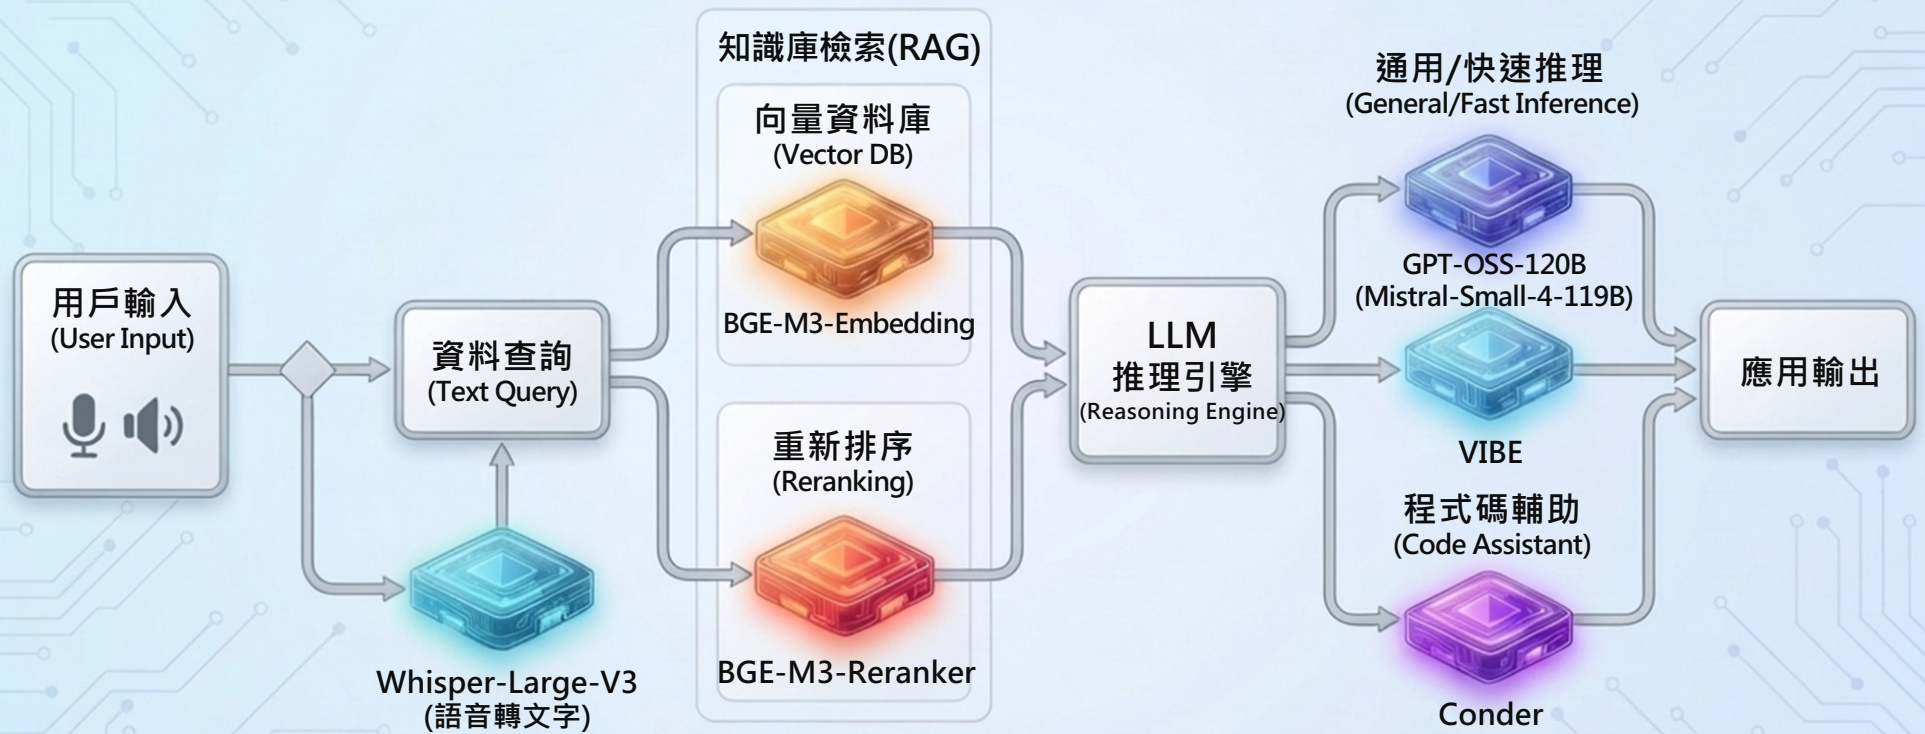 用戶輸入
(User Input)
資料查詢
(Text Query)
Whisper-Large-V3
(語音轉文字)
知識庫檢索(RAG)
向量資料庫
(Vector DB)
BGE-M3-Embedding
重新排序
(Reranking)
BGE-M3-Reranker
LLM
推理引擎
(Reasoning Engine)
通用/快速推理
(General/Fast Inference)
GPT-OSS-120B
(Mistral-Small-4-119B)
VIBE
程式碼輔助
(Code Assistant)
Conder
應用輸出